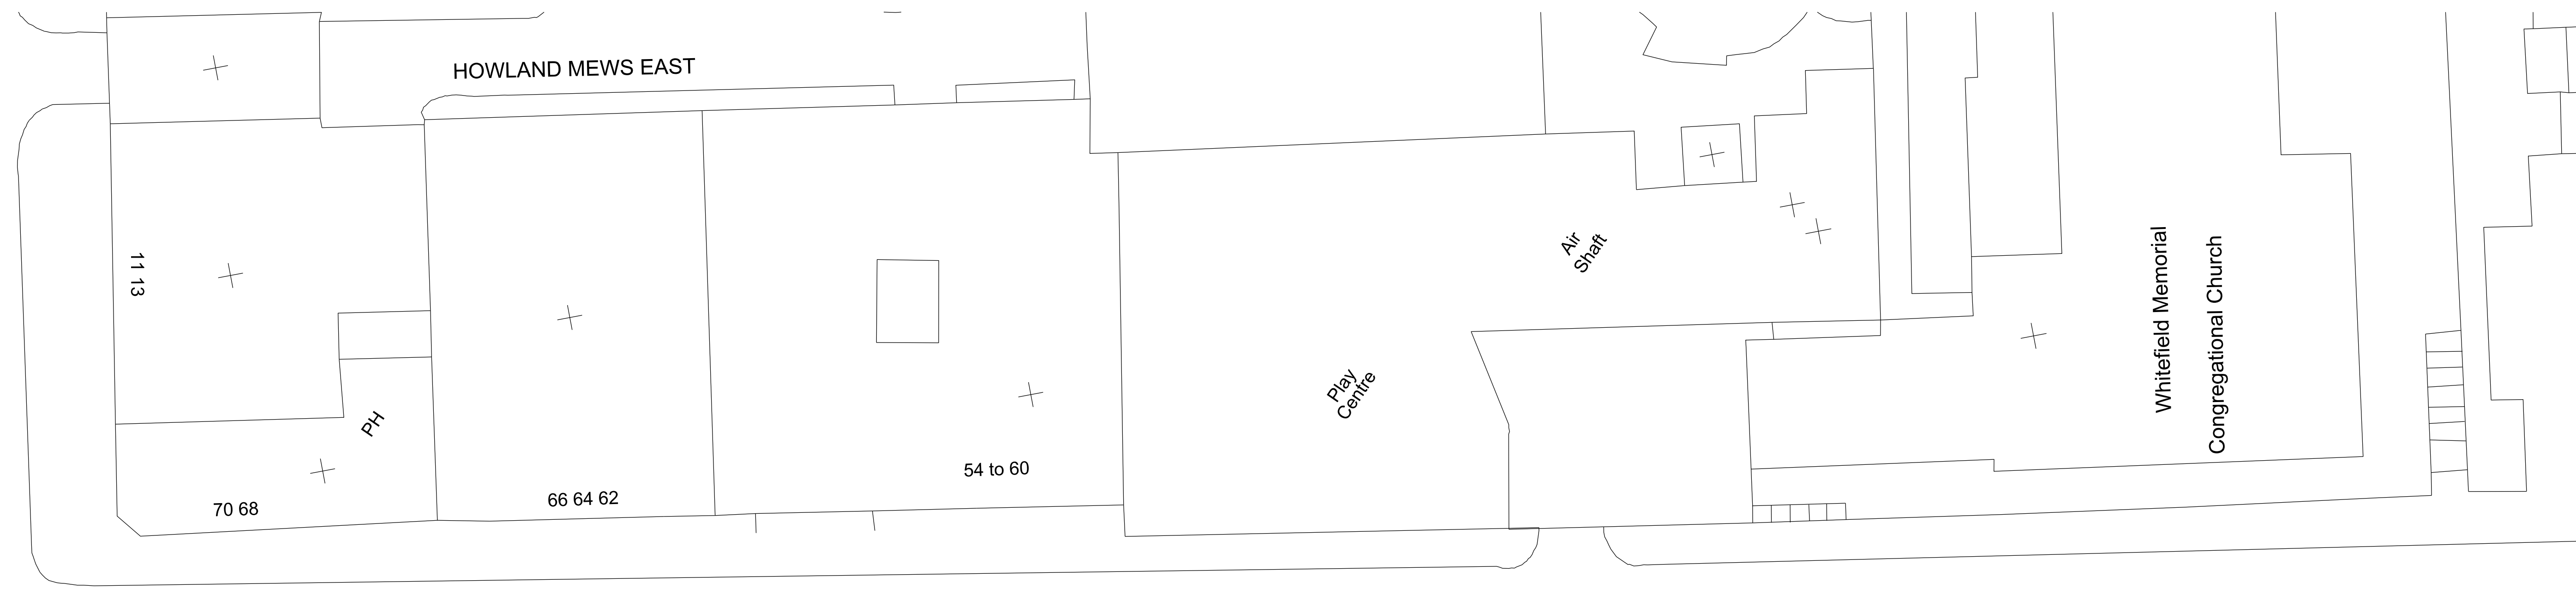 HOWLAND MEWS EAST
11 13
PH
70 68
66 64 62
54 to 60
Play
Centre
Air
Shaft
Whitefield Memorial
Congregational Church